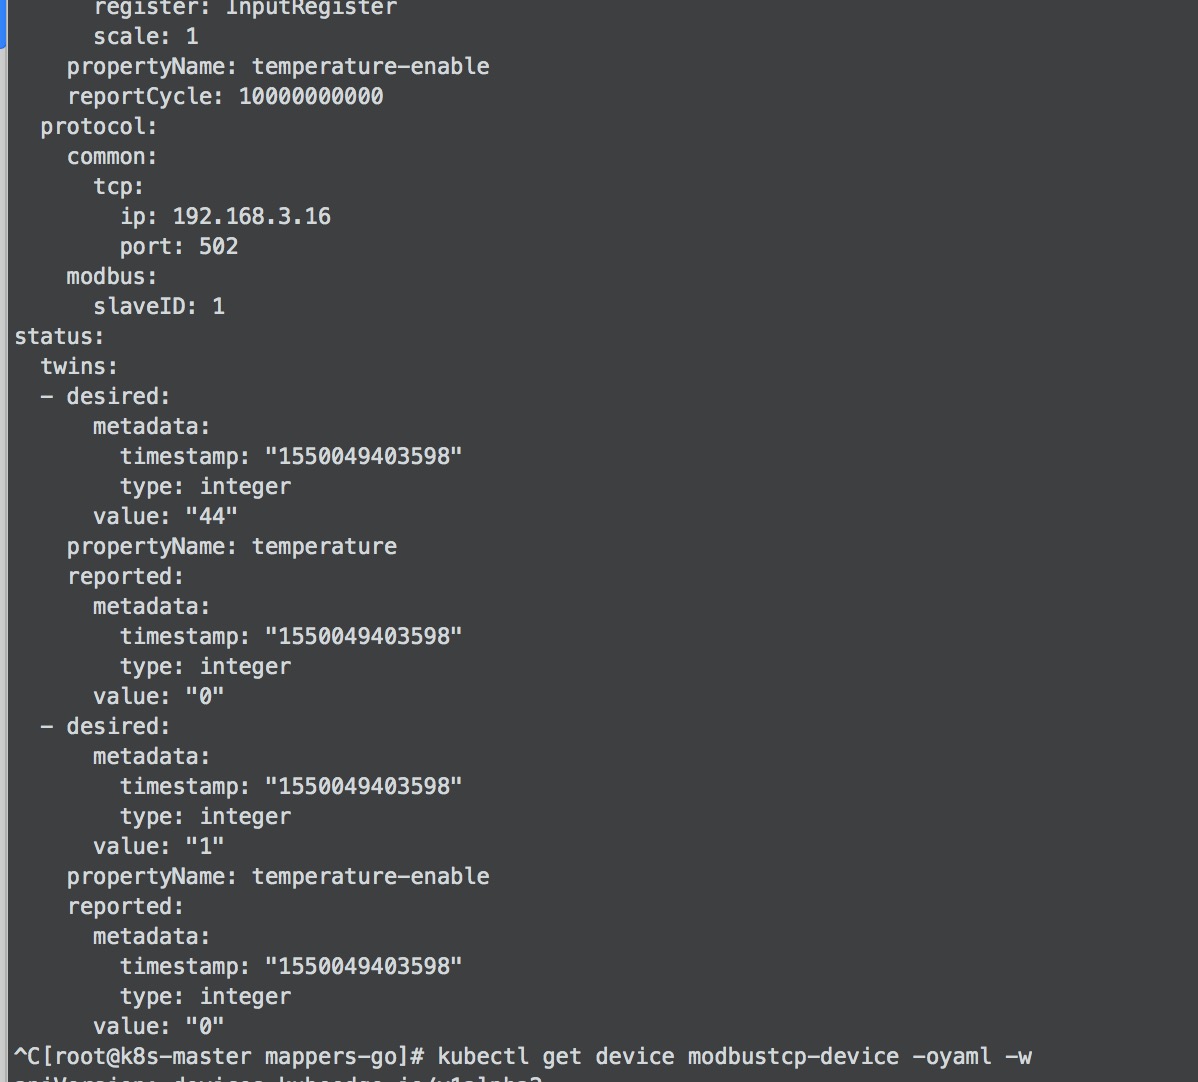 register: InputRegister
scale: 1
propertyName: temperature-enable
reportCycle: 10000000000
protocol:
common:
tcp:
ip: 192.168.3.16
port: 502
modbus:
slaveID: 1
status:
twins:
- desired:
metadata:
timestamp: "1550049403598"
type: integer
value: "44"
propertyName: temperature
reported:
metadata:
timestamp: "1550049403598"
type: integer
value: "0"
- desired:
metadata:
timestamp: "1550049403598"
type: integer
value: "1"
propertyName: temperature-enable
reported:
metadata:
timestamp: "1550049403598"
type: integer
value: "0"
^C[root@k8s-master mappers-go]# kubectl get device modbustcp-device -oyaml -w